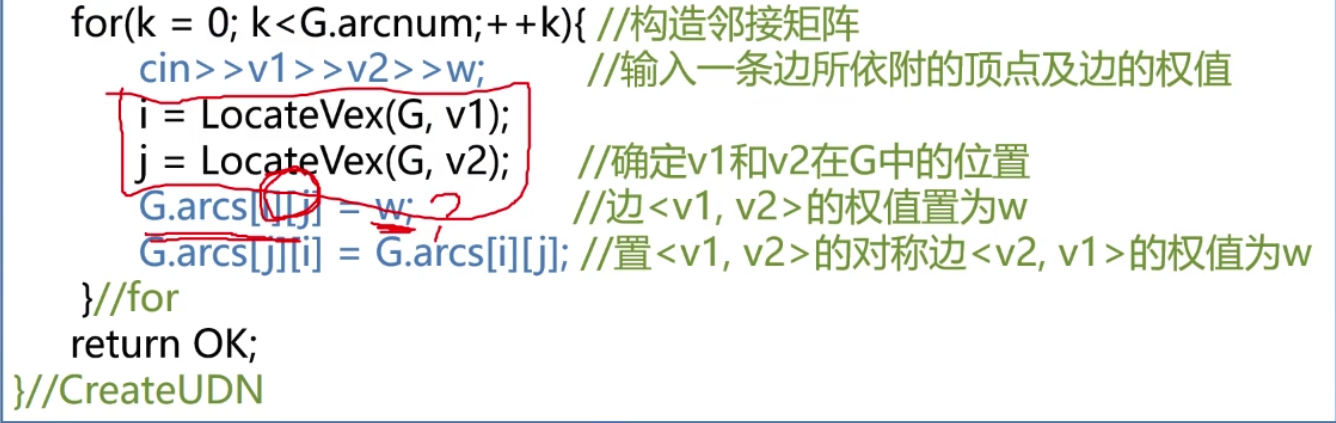 for(k = 0; k<G.arcnum;++k){ //构造邻接矩阵
cin>>v1>>v2>>w; //输入一条边所依附的顶点及边的权值
i = LocateVex(G, v1);
j = LocateVex(G, v2); //确定v1和v2在G中的位置
G.arcs[i][j] = w; ? //边<v1, v2>的权值置为w
G.arcs[j][i] = G.arcs[i][j]; //置<v1, v2>的对称边<v2, v1>的权值为w
}//for
return OK;
}//CreateUDN